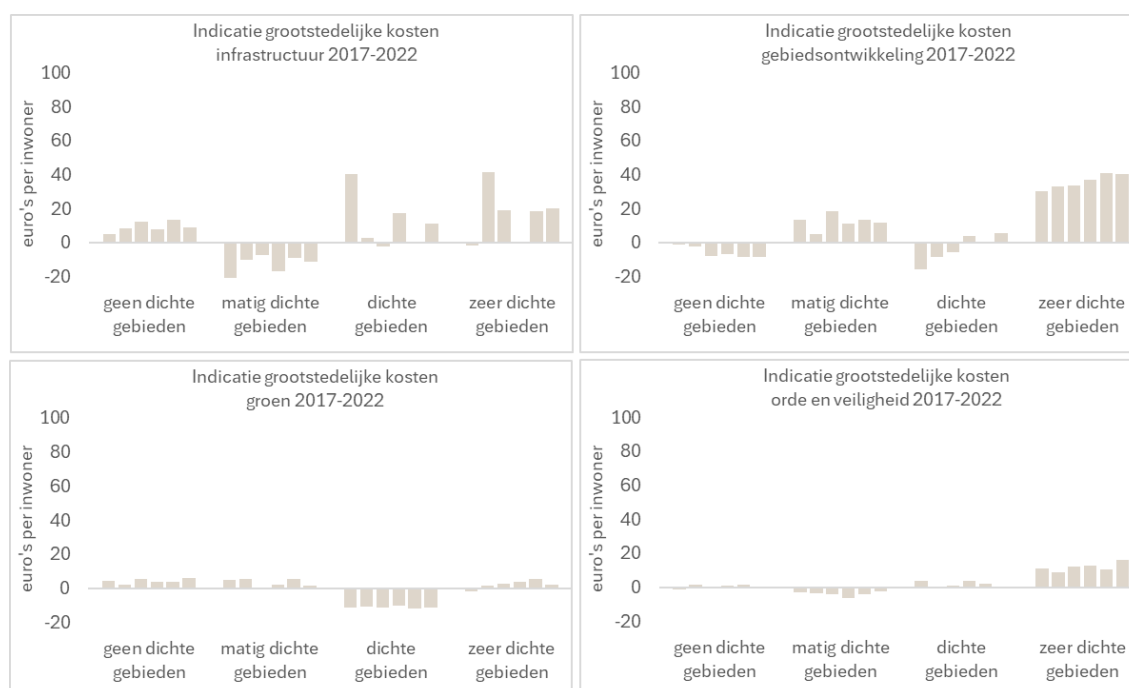 Indicatie grootstedelijke kosten
infrastructuur 2017-2022
100
80
60
40
20
0
-20
euro's per inwoner
geen dichte
gebieden
matig dichte
gebieden
dichte
gebieden
zeer dichte
gebieden
Indicatie grootstedelijke kosten
gebiedsontwikkeling 2017-2022
100
80
60
40
20
0
-20
euro's per inwoner
geen dichte
gebieden
matig dichte
gebieden
dichte
gebieden
zeer dichte
gebieden
Indicatie grootstedelijke kosten
groen 2017-2022
100
80
60
40
20
0
-20
euro's per inwoner
geen dichte
gebieden
matig dichte
gebieden
dichte
gebieden
zeer dichte
gebieden
Indicatie grootstedelijke kosten
orde en veiligheid 2017-2022
100
80
60
40
20
0
-20
euro's per inwoner
geen dichte
gebieden
matig dichte
gebieden
dichte
gebieden
zeer dichte
gebieden